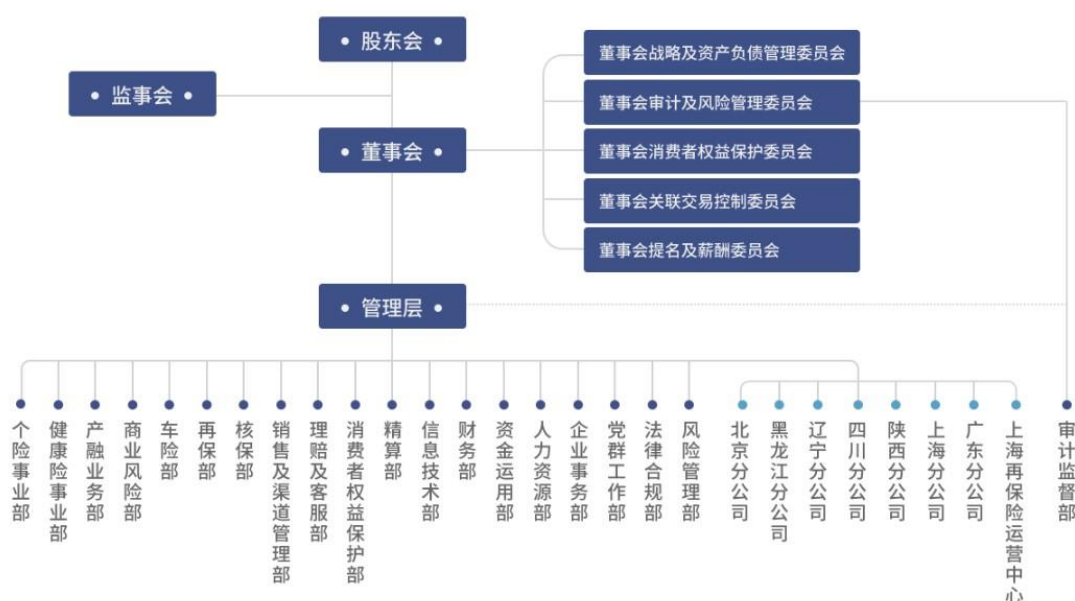 股东会
监事会
董事会
董事会战略及资产负债管理委员会
董事会审计及风险管理委员会
董事会消费者权益保护委员会
董事会关联交易控制委员会
董事会提名及薪酬委员会
管理层
个险事业部
健康险事业部
产融业务部
商业风险部
车险部
再保部
核保部
销售及渠道管理部
理赔及客服部
消费者权益保护部
精算部
信息技术部
财务部
资金运用部
人力资源部
企业事务部
党群工作部
法律合规部
风险管理部
北京分公司
黑龙江分公司
辽宁分公司
四川分公司
陕西分公司
上海分公司
广东分公司
上海再保险运营中心
审计监督部